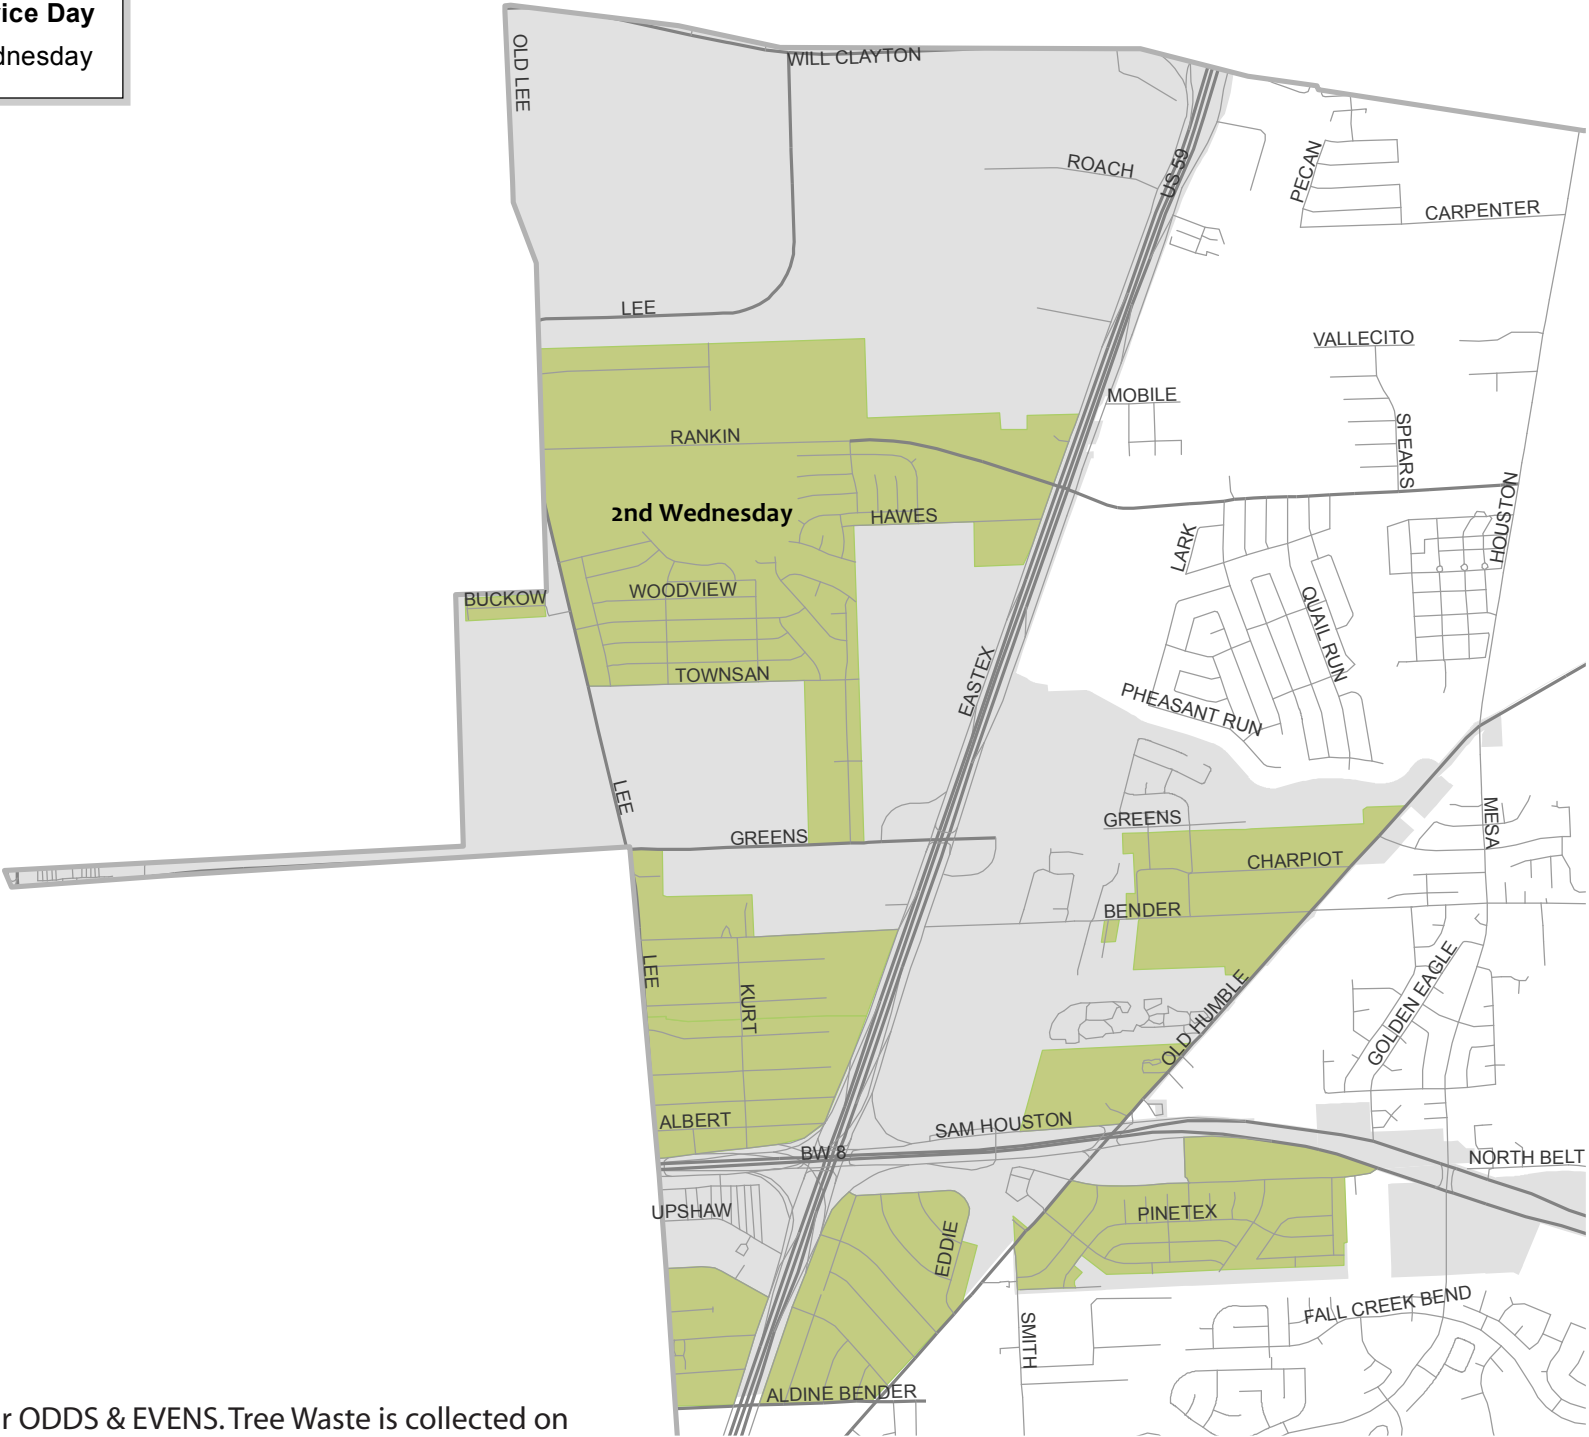 vice Day
dnesday
OLD LEE
WILL CLAYTON
ROACH
US 59
PECAN
CARPENTER
LEE
VALLECITO
MOBILE
SPEARS
RANKIN
HOUSTON
2nd Wednesday
HAWES
LARK
QUAIL RUN
BUCKOW
WOODVIEW
TOWNSAN
EASTEX
PHEASANT RUN
LEE
GREENS
GREENS
MESA
CHARPIOT
BENDER
LEE
KURT
OLD HUMBLE
GOLDEN EAGLE
ALBERT
SAM HOUSTON
BW 8
NORTH BELT
UPSHAW
EDDIE
PINETEX
SMITH
FALL CREEK BEND
ALDINE BENDER
r ODDS & EVENS. Tree Waste is collected on